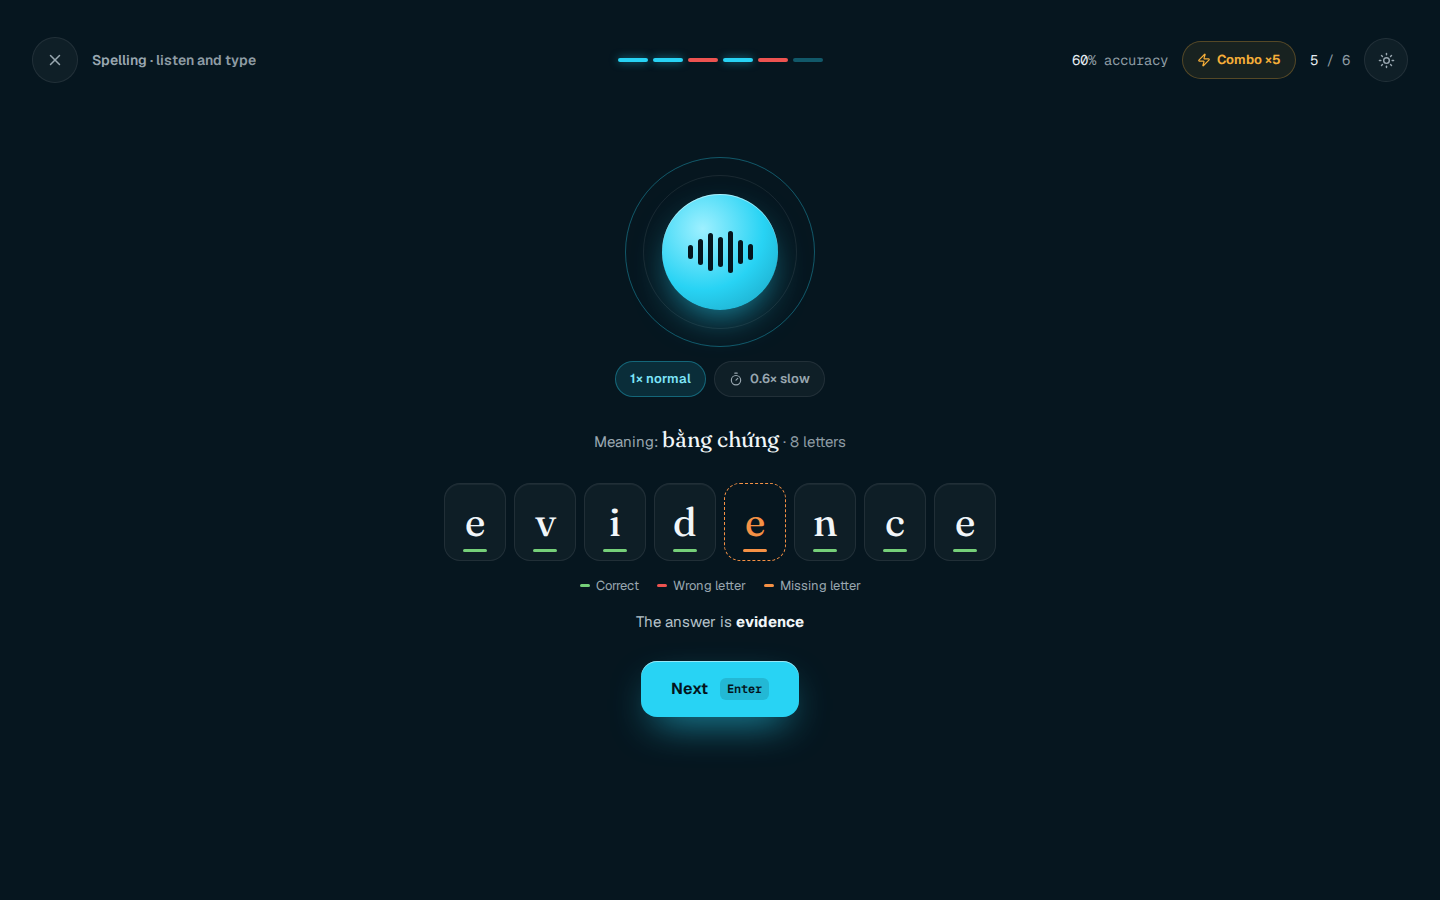 Spelling · listen and type
60% accuracy
Combo ×5
5 / 6
1× normal
0.6× slow
Meaning: bằng chứng · 8 letters
e v i d e n c e
Correct
Wrong letter
Missing letter
The answer is evidence
Next Enter